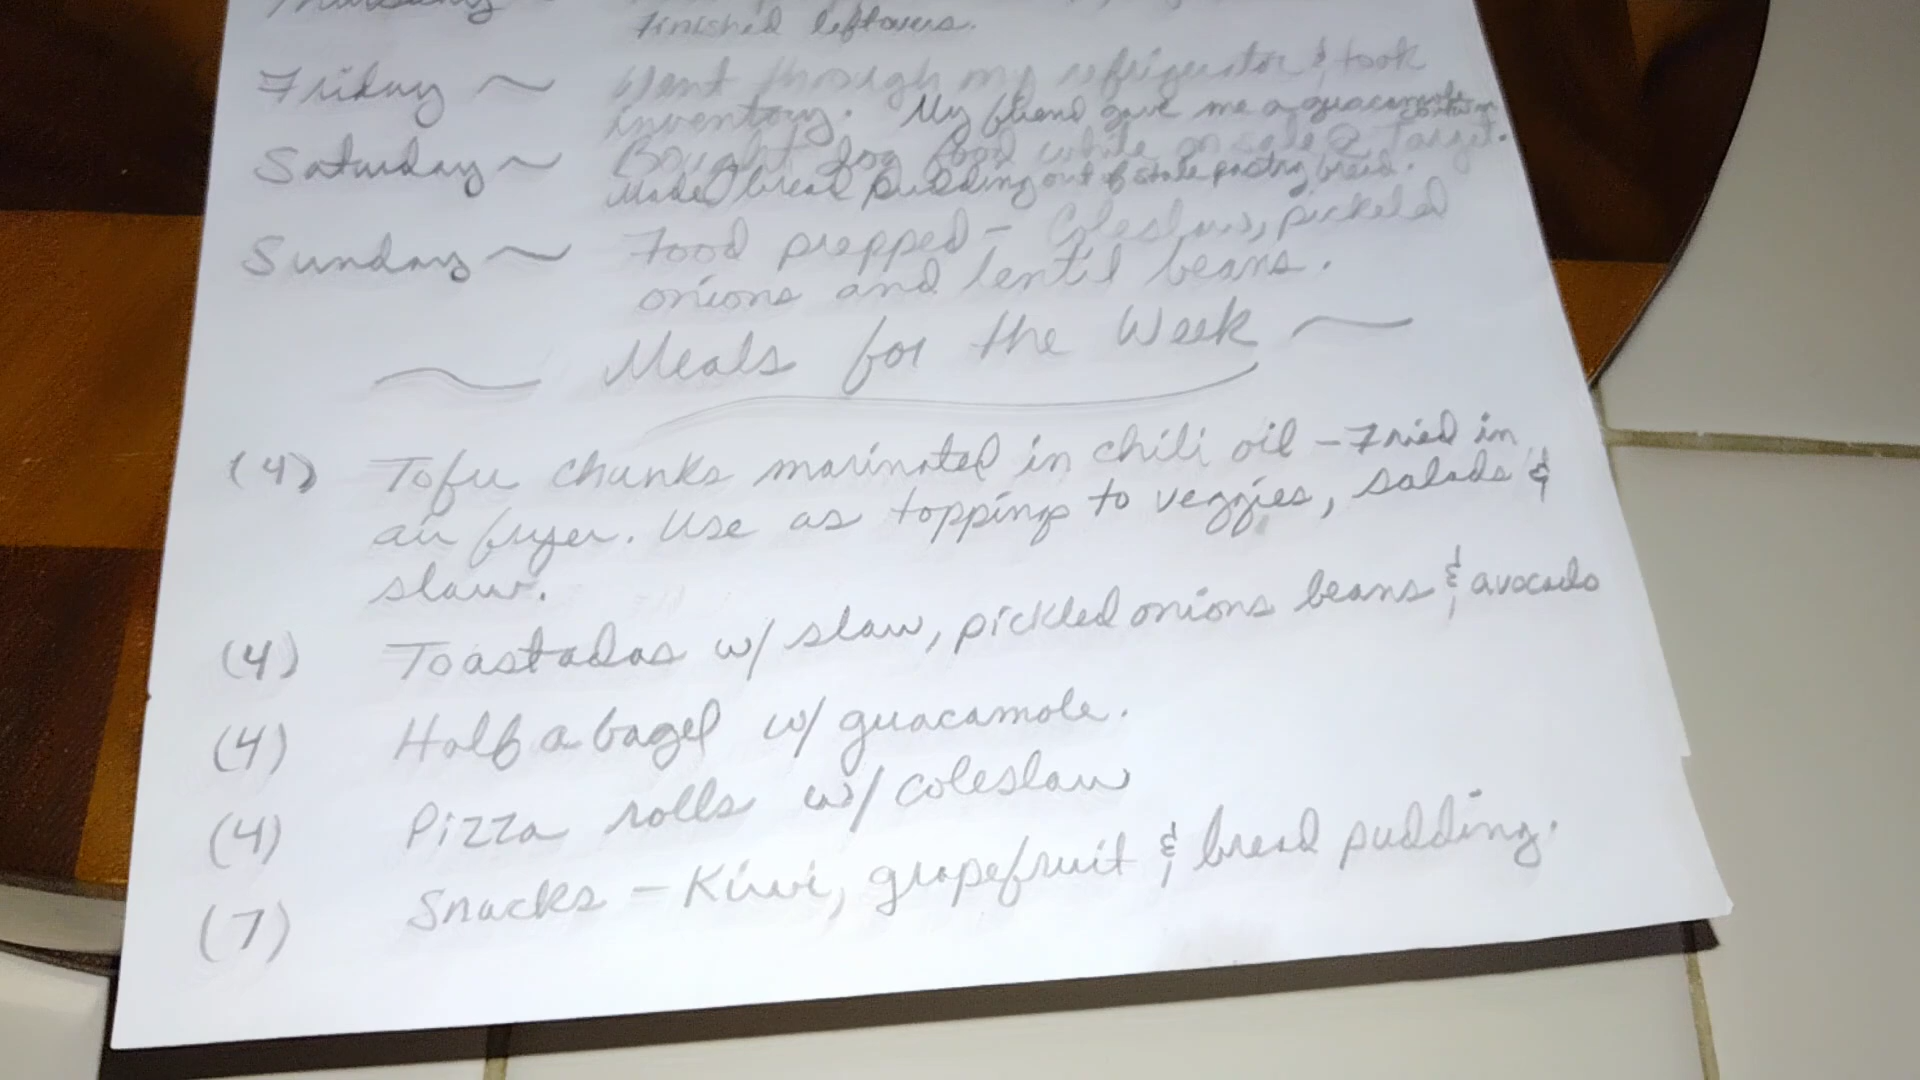 Thursday ~
Finished leftovers.
Friday ~ Went through my refrigerator & took
inventory. My friend gave me a guacamole
Saturday ~ Bought dog food while on sale @ Target.
Made bread pudding out of stale pastry bread.
Sunday ~ Food prepped - Coleslaw, pickeled
onions and lentil beans.
~ Meals for the Week ~
(4) Tofu chunks marinated in chili oil - Fried in
air fryer. Use as toppings to veggies, salads &
slaw.
(4) Toastadas w/ slaw, pickled onions beans & avocado
(4) Half a bagel w/ guacamole.
(4) Pizza rolls w/ coleslaw
(7) Snacks - Kiwi, grapefruit & bread pudding.